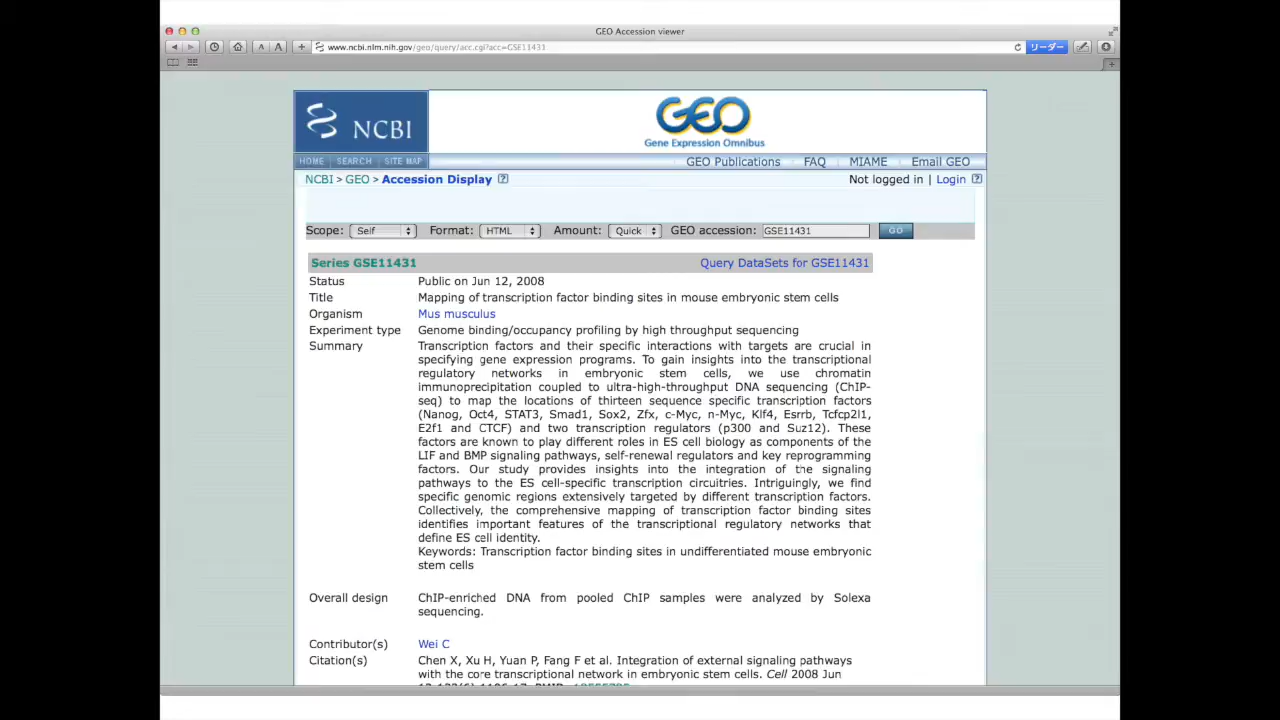 GEO Accession viewer
A A + www.ncbi.nlm.nih.gov/geo/query/acc.cgi?acc=GSE11431 リーダー
NCBI
GEO
Gene Expression Omnibus
HOME SEARCH SITE MAP GEO Publications FAQ MIAME Email GEO
NCBI > GEO > Accession Display ? Not logged in | Login ?
Scope: Self Format: HTML Amount: Quick GEO accession: GSE11431 GO
Series GSE11431 Query DataSets for GSE11431
Status Public on Jun 12, 2008
Title Mapping of transcription factor binding sites in mouse embryonic stem cells
Organism Mus musculus
Experiment type Genome binding/occupancy profiling by high throughput sequencing
Summary Transcription factors and their specific interactions with targets are crucial in
specifying gene expression programs. To gain insights into the transcriptional
regulatory networks in embryonic stem cells, we use chromatin
immunoprecipitation coupled to ultra-high-throughput DNA sequencing (ChIP-
seq) to map the locations of thirteen sequence specific transcription factors
(Nanog, Oct4, STAT3, Smad1, Sox2, Zfx, c-Myc, n-Myc, Klf4, Esrrb, Tcfcp2l1,
E2f1 and CTCF) and two transcription regulators (p300 and Suz12). These
factors are known to play different roles in ES cell biology as components of the
LIF and BMP signaling pathways, self-renewal regulators and key reprogramming
factors. Our study provides insights into the integration of the signaling
pathways to the ES cell-specific transcription circuitries. Intriguingly, we find
specific genomic regions extensively targeted by different transcription factors.
Collectively, the comprehensive mapping of transcription factor binding sites
identifies important features of the transcriptional regulatory networks that
define ES cell identity.
Keywords: Transcription factor binding sites in undifferentiated mouse embryonic
stem cells
Overall design ChIP-enriched DNA from pooled ChIP samples were analyzed by Solexa
sequencing.
Contributor(s) Wei C
Citation(s) Chen X, Xu H, Yuan P, Fang F et al. Integration of external signaling pathways
with the core transcriptional network in embryonic stem cells. Cell 2008 Jun